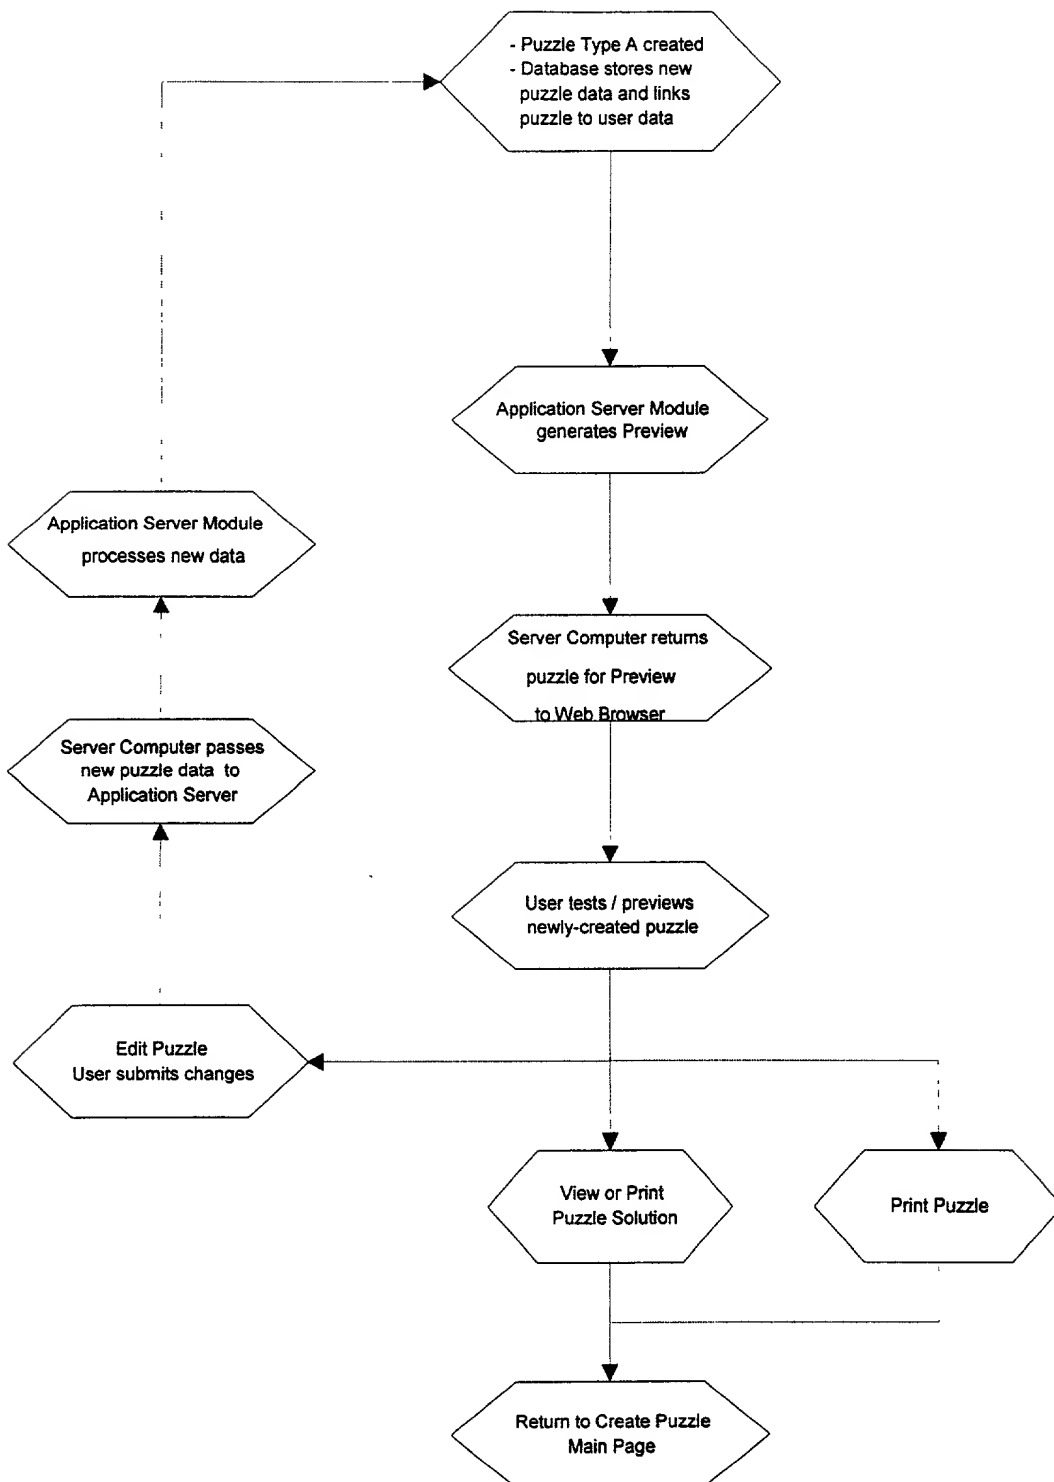 - Puzzle Type A created
- Database stores new
puzzle data and links
puzzle to user data
Application Server Module
generates Preview
Application Server Module
processes new data
Server Computer returns
puzzle for Preview
to Web Browser
Server Computer passes
new puzzle data to
Application Server
User tests / previews
newly-created puzzle
Edit Puzzle
User submits changes
View or Print
Puzzle Solution
Print Puzzle
Return to Create Puzzle
Main Page